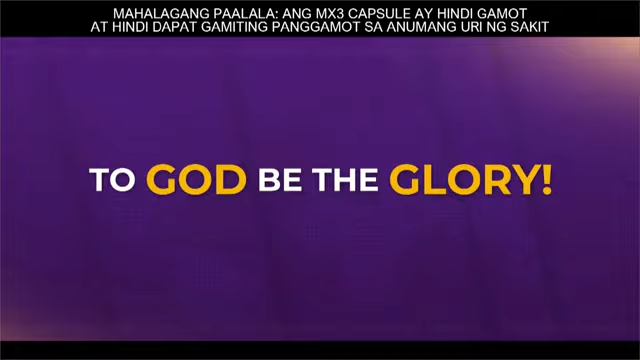 MAHALAGANG PAALALA: ANG MX3 CAPSULE AY HINDI GAMOT
AT HINDI DAPAT GAMITING PANGGAMOT SA ANUMANG URI NG SAKIT
TO GOD BE THE GLORY!